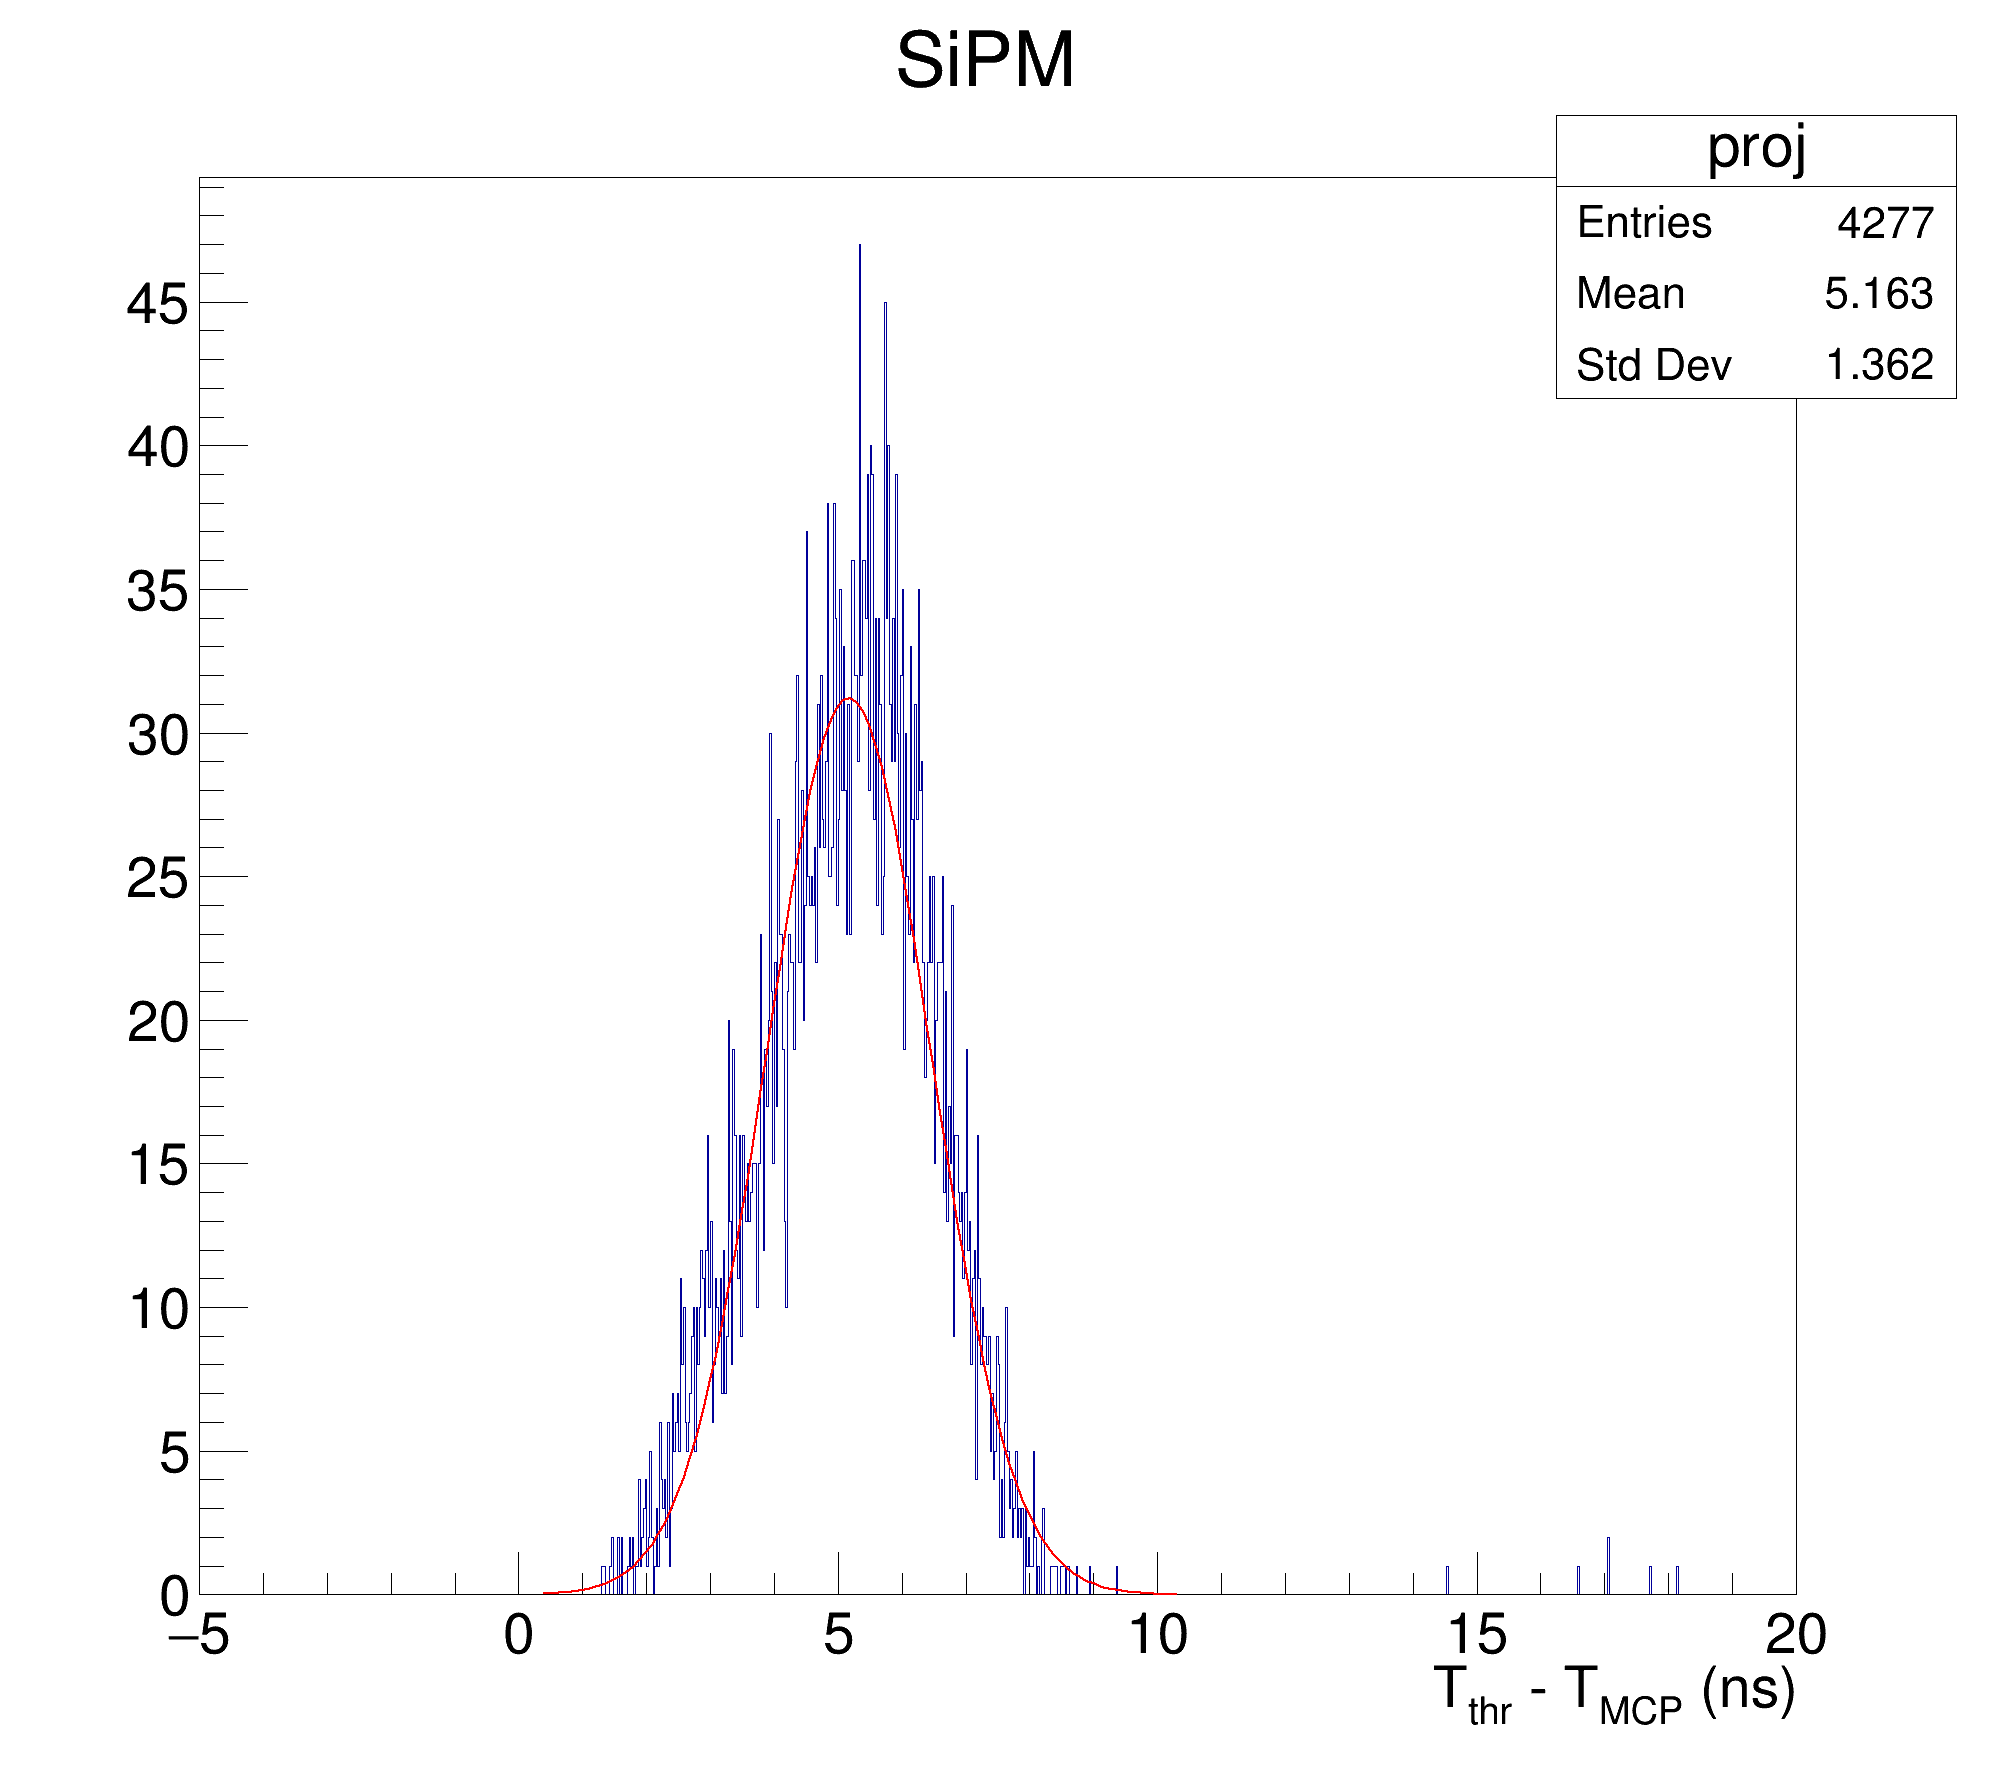 SiPM
proj
Entries 4277
Mean 5.163
Std Dev 1.362
45
40
35
30
25
20
15
10
5
0
−5 0 5 10 15 20
T_thr - T_MCP (ns)